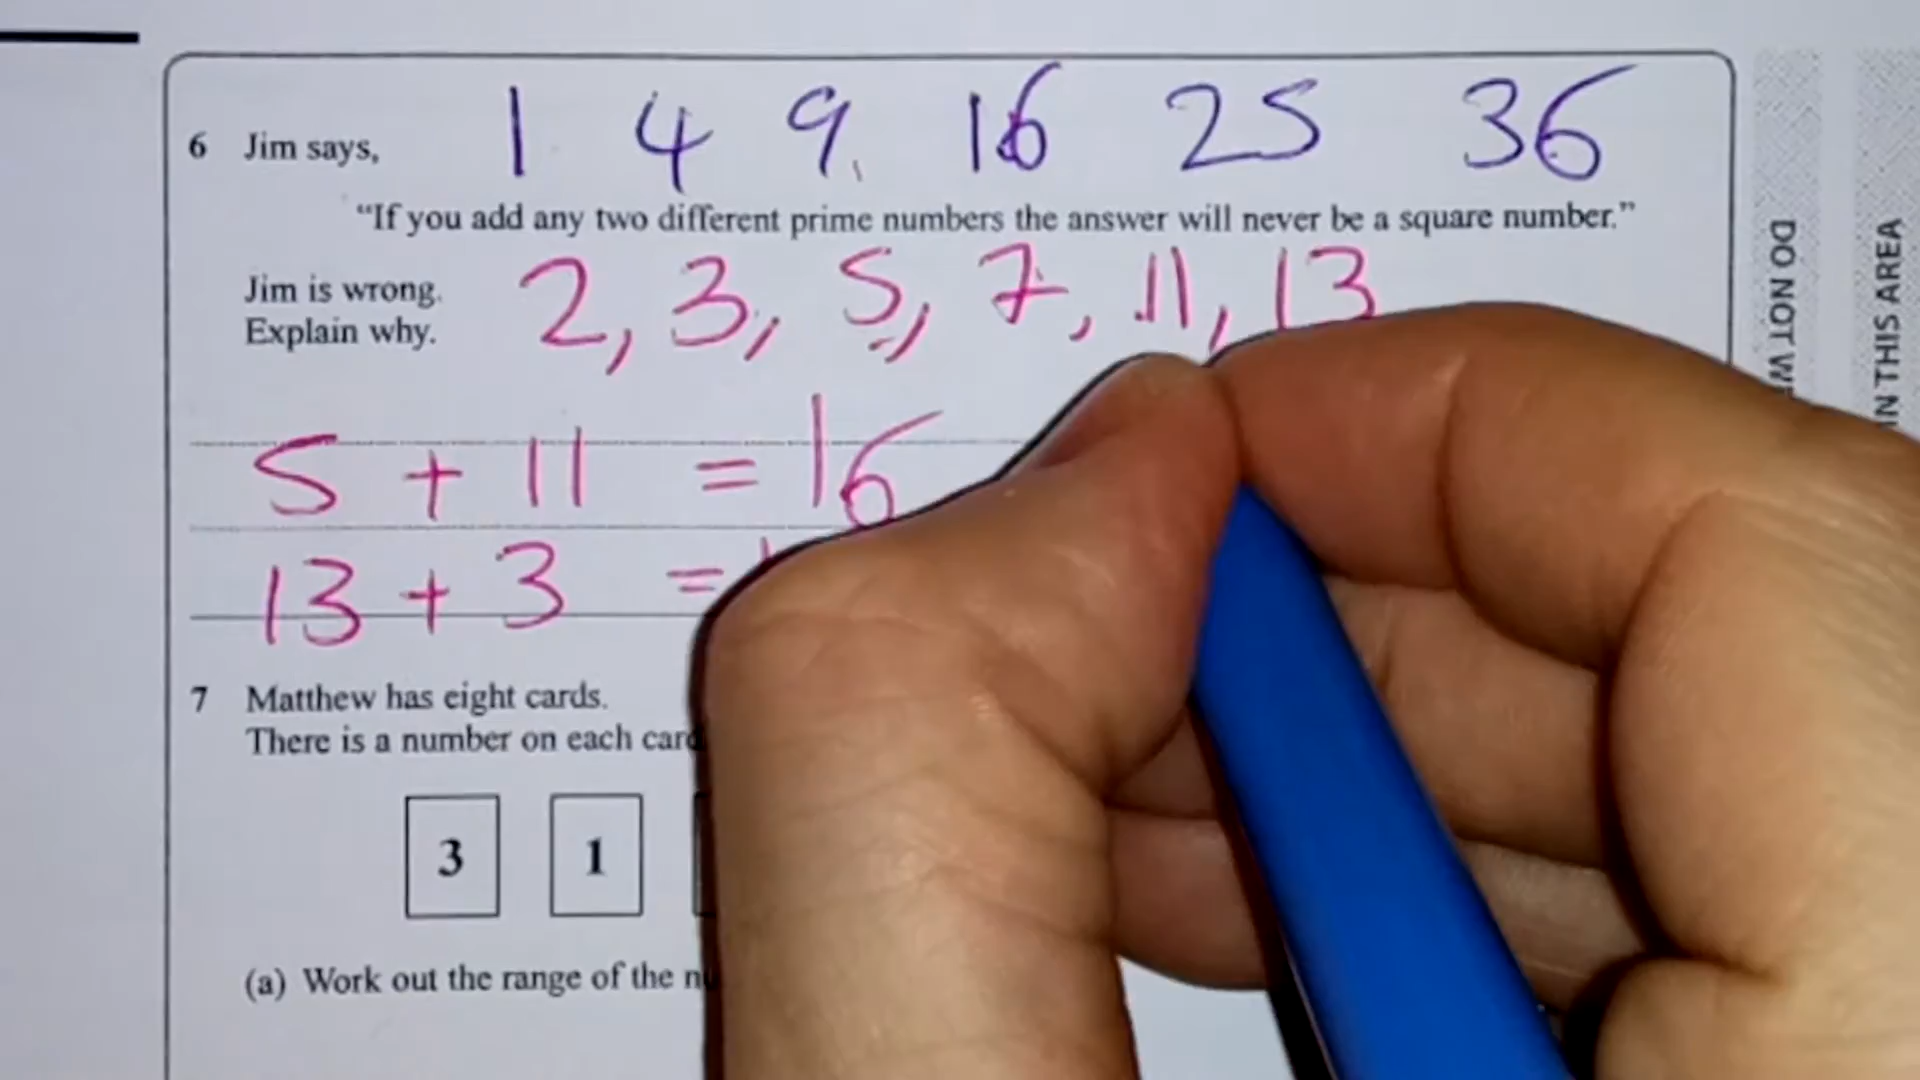 1 4 9 16 25 36
6 Jim says,
“If you add any two different prime numbers the answer will never be a square number.”
Jim is wrong. 2, 3, 5, 7, 11, 13
Explain why.
5 + 11 = 16
13 + 3 =
7 Matthew has eight cards.
There is a number on each card
3 1
(a) Work out the range of the
DO NOT
IN THIS AREA